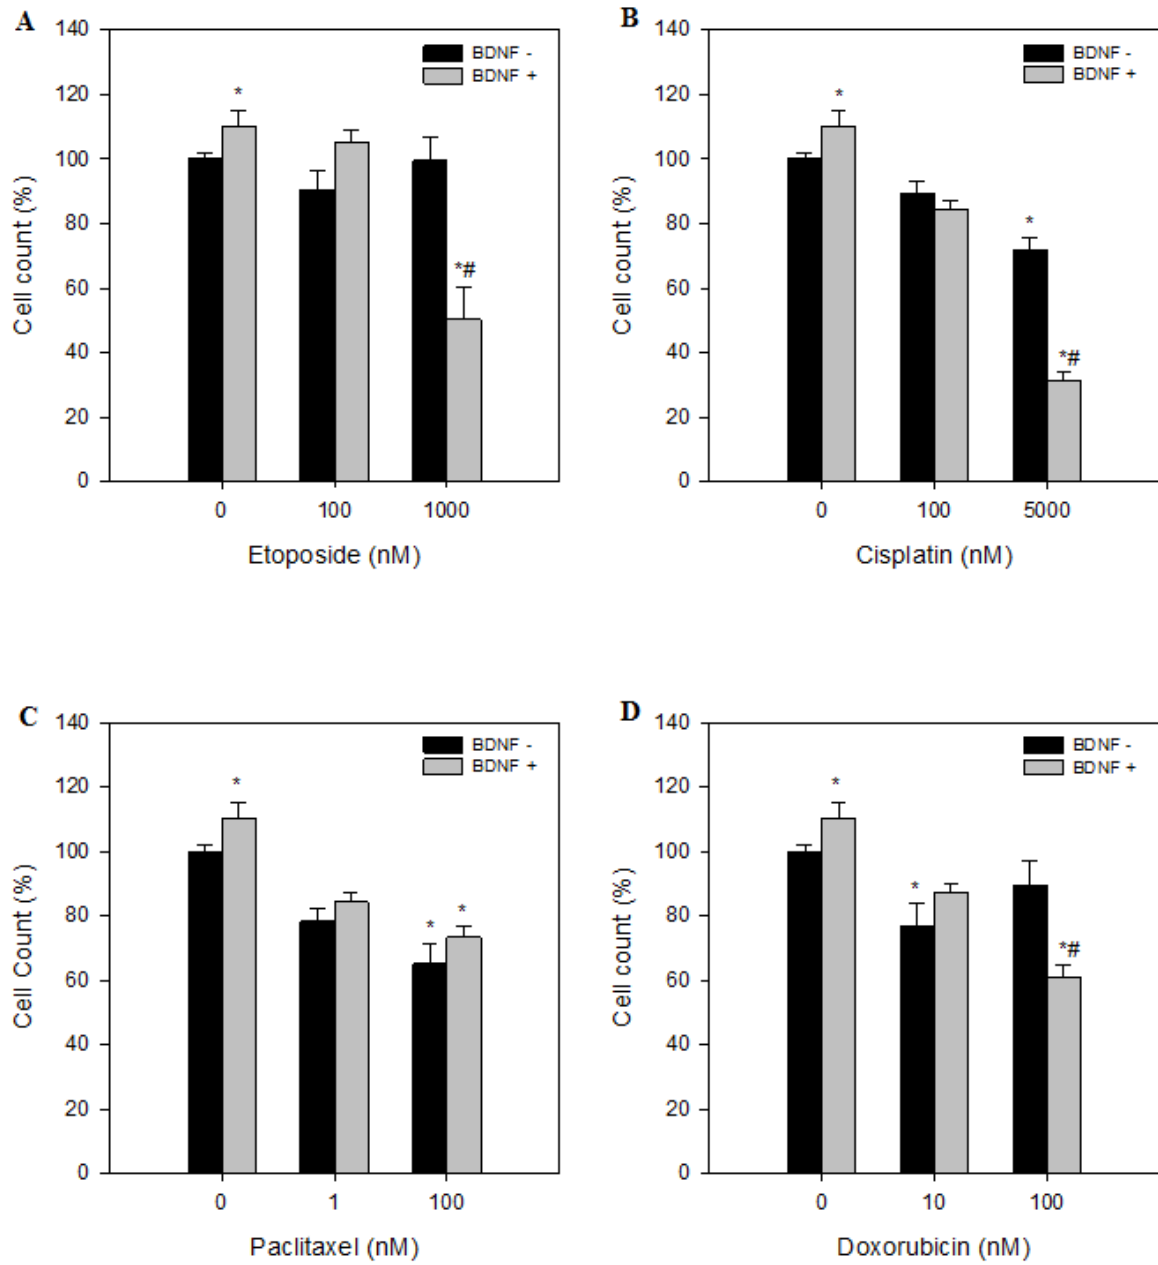 A
Cell count (%)
140
120
100
80
60
40
20
0
BDNF -
BDNF +
*
*#
0 100 1000
Etoposide (nM)
B
Cell count (%)
140
120
100
80
60
40
20
0
BDNF -
BDNF +
*
*
*#
0 100 5000
Cisplatin (nM)
C
Cell Count (%)
140
120
100
80
60
40
20
0
BDNF -
BDNF +
*
* *
0 1 100
Paclitaxel (nM)
D
Cell count (%)
140
120
100
80
60
40
20
0
BDNF -
BDNF +
*
*
*#
0 10 100
Doxorubicin (nM)